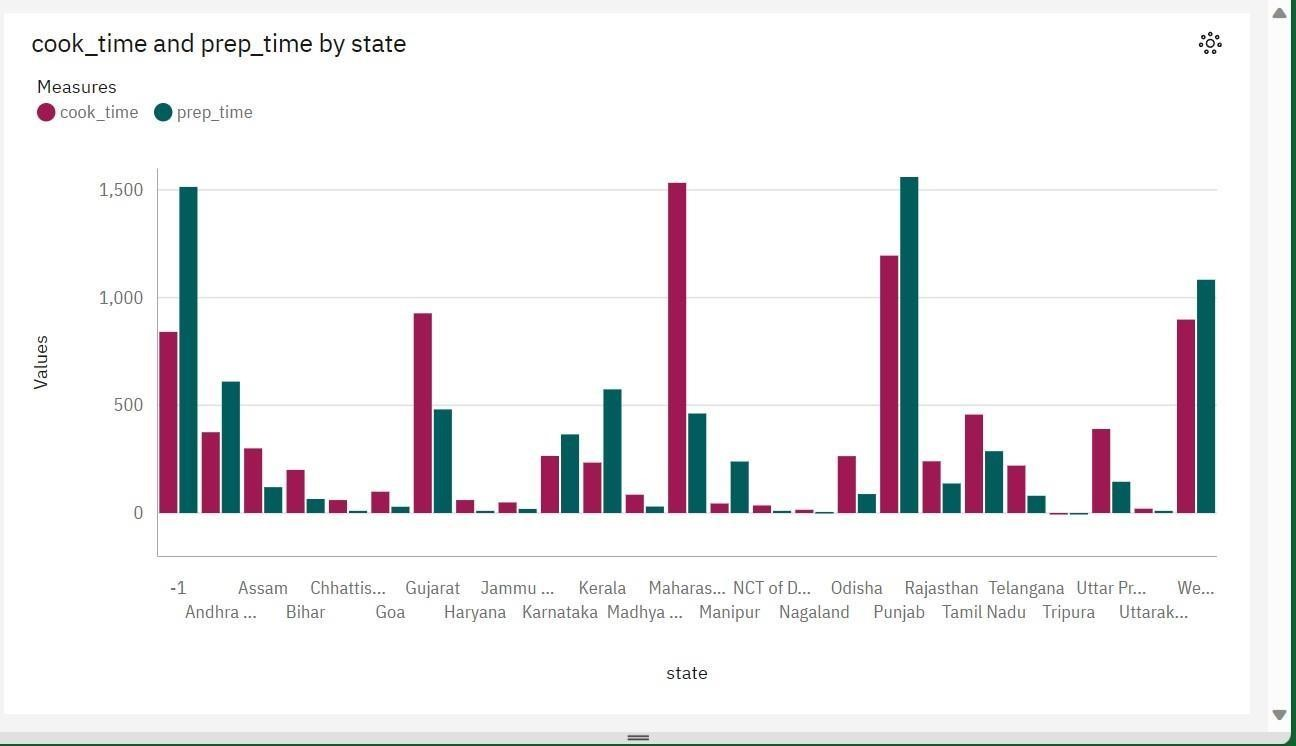 cook_time and prep_time by state
Measures
cook_time prep_time
1,500
1,000
500
0
Values
-1 Assam Chhattis... Gujarat Jammu ... Kerala Maharas... NCT of D... Odisha Rajasthan Telangana Uttar Pr... We...
Andhra ... Bihar Goa Haryana Karnataka Madhya ... Manipur Nagaland Punjab Tamil Nadu Tripura Uttarak...
state